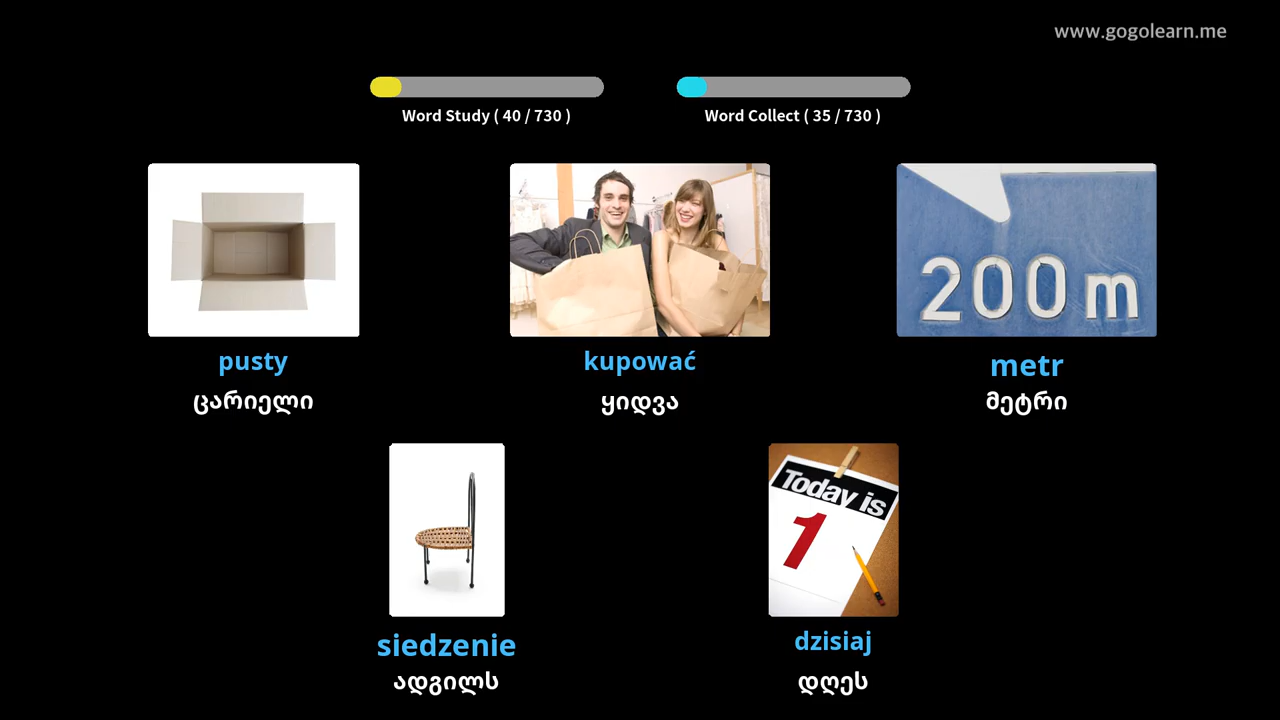 www.gogolearn.me
Word Study ( 40 / 730 )
Word Collect ( 35 / 730 )
200 m
pusty
ცარიელი
kupować
ყიდვა
metr
მეტრი
Today is
1
siedzenie
ადგილს
dzisiaj
დღეს